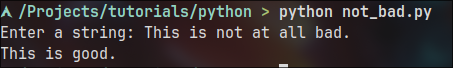 ⮝ /Projects/tutorials/python > python not_bad.py
Enter a string: This is not at all bad.
This is good.